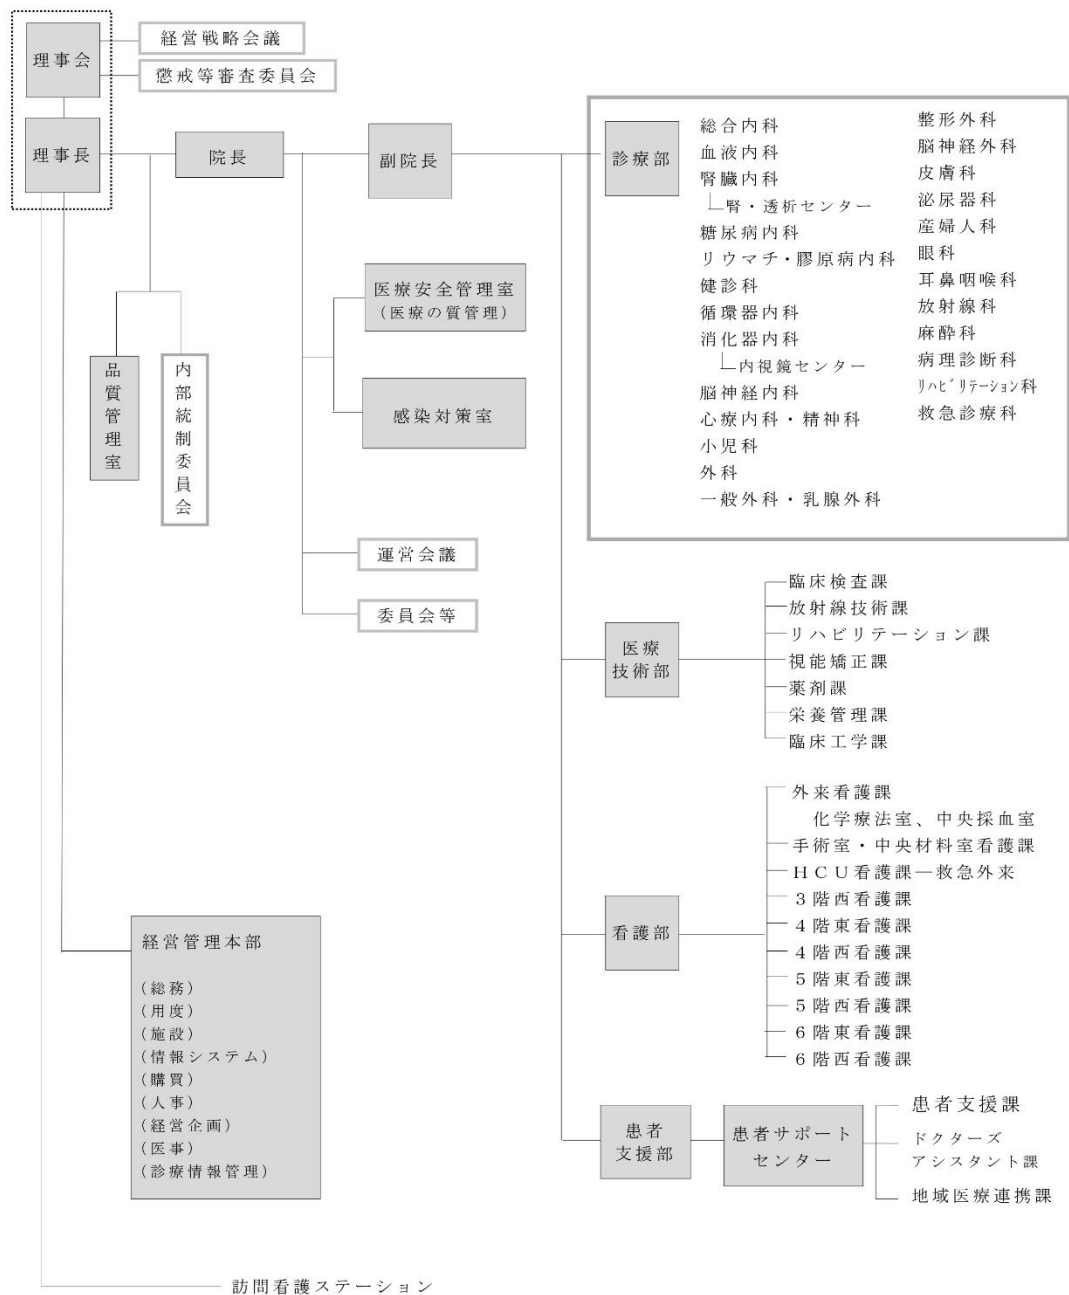 理事会
経営戦略会議
懲戒等審査委員会
理事長
院長
副院長
品質管理室
内部統制委員会
医療安全管理室
(医療の質管理)
感染対策室
運営会議
委員会等
診療部
総合内科
血液内科
腎臓内科
腎・透析センター
糖尿病内科
リウマチ・膠原病内科
健診科
循環器内科
消化器内科
内視鏡センター
脳神経内科
心療内科・精神科
小児科
外科
一般外科・乳腺外科
整形外科
脳神経外科
皮膚科
泌尿器科
産婦人科
眼科
耳鼻咽喉科
放射線科
麻酔科
病理診断科
ﾘﾊﾋﾞﾘﾃｰｼｮﾝ科
救急診療科
医療
技術部
臨床検査課
放射線技術課
リハビリテーション課
視能矯正課
薬剤課
栄養管理課
臨床工学課
看護部
外来看護課
化学療法室、中央採血室
手術室・中央材料室看護課
ＨＣＵ看護課―救急外来
３階西看護課
４階東看護課
４階西看護課
５階東看護課
５階西看護課
６階東看護課
６階西看護課
患者
支援部
患者サポート
センター
患者支援課
ドクターズ
アシスタント課
地域医療連携課
経営管理本部
(総務)
(用度)
(施設)
(情報システム)
(購買)
(人事)
(経営企画)
(医事)
(診療情報管理)
訪問看護ステーション